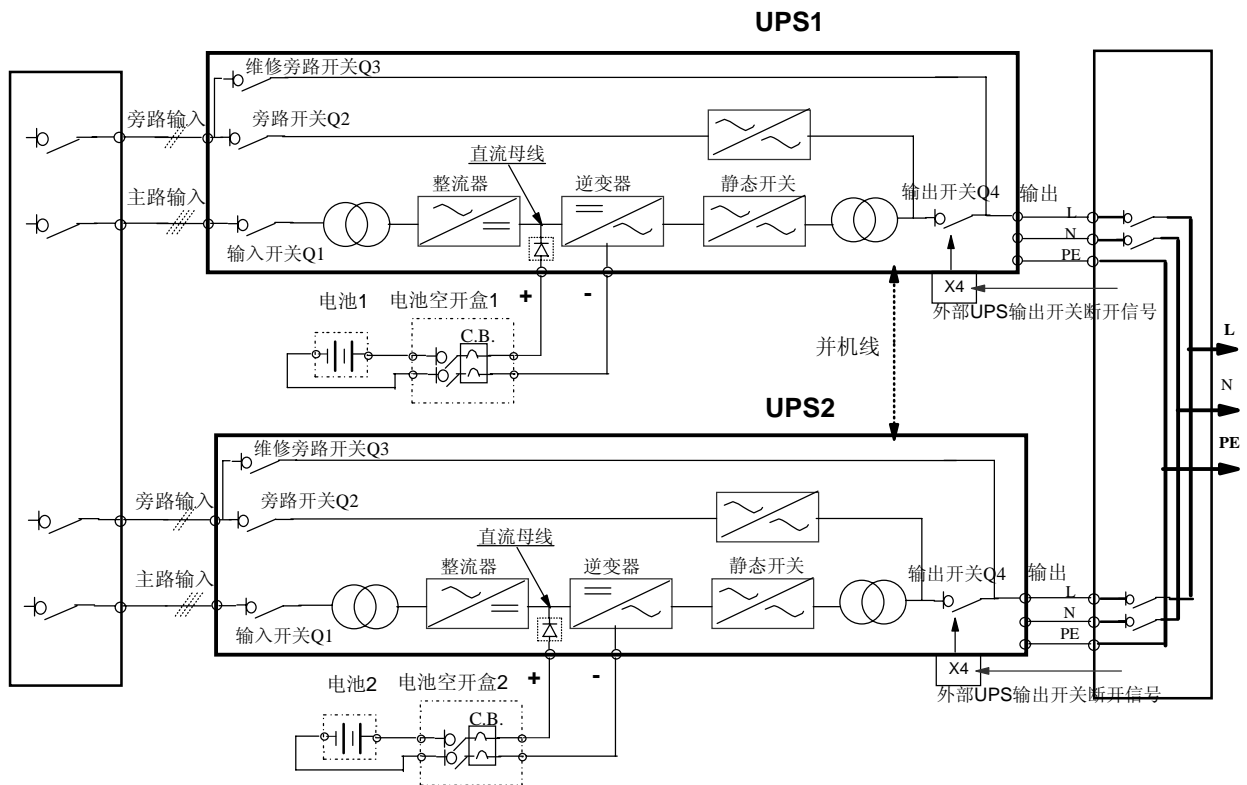 UPS1
维修旁路开关Q3
旁路输入
旁路开关Q2
直流母线
主路输入
整流器
逆变器
静态开关
输出开关Q4
输出
L
N
PE
输入开关Q1
电池1
电池空开盒1
+
-
X4
外部UPS输出开关断开信号
C.B.
并机线
L
N
PE
UPS2
维修旁路开关Q3
旁路输入
旁路开关Q2
直流母线
主路输入
整流器
逆变器
静态开关
输出开关Q4
输出
L
N
PE
输入开关Q1
电池2
电池空开盒2
+
-
X4
外部UPS输出开关断开信号
C.B.